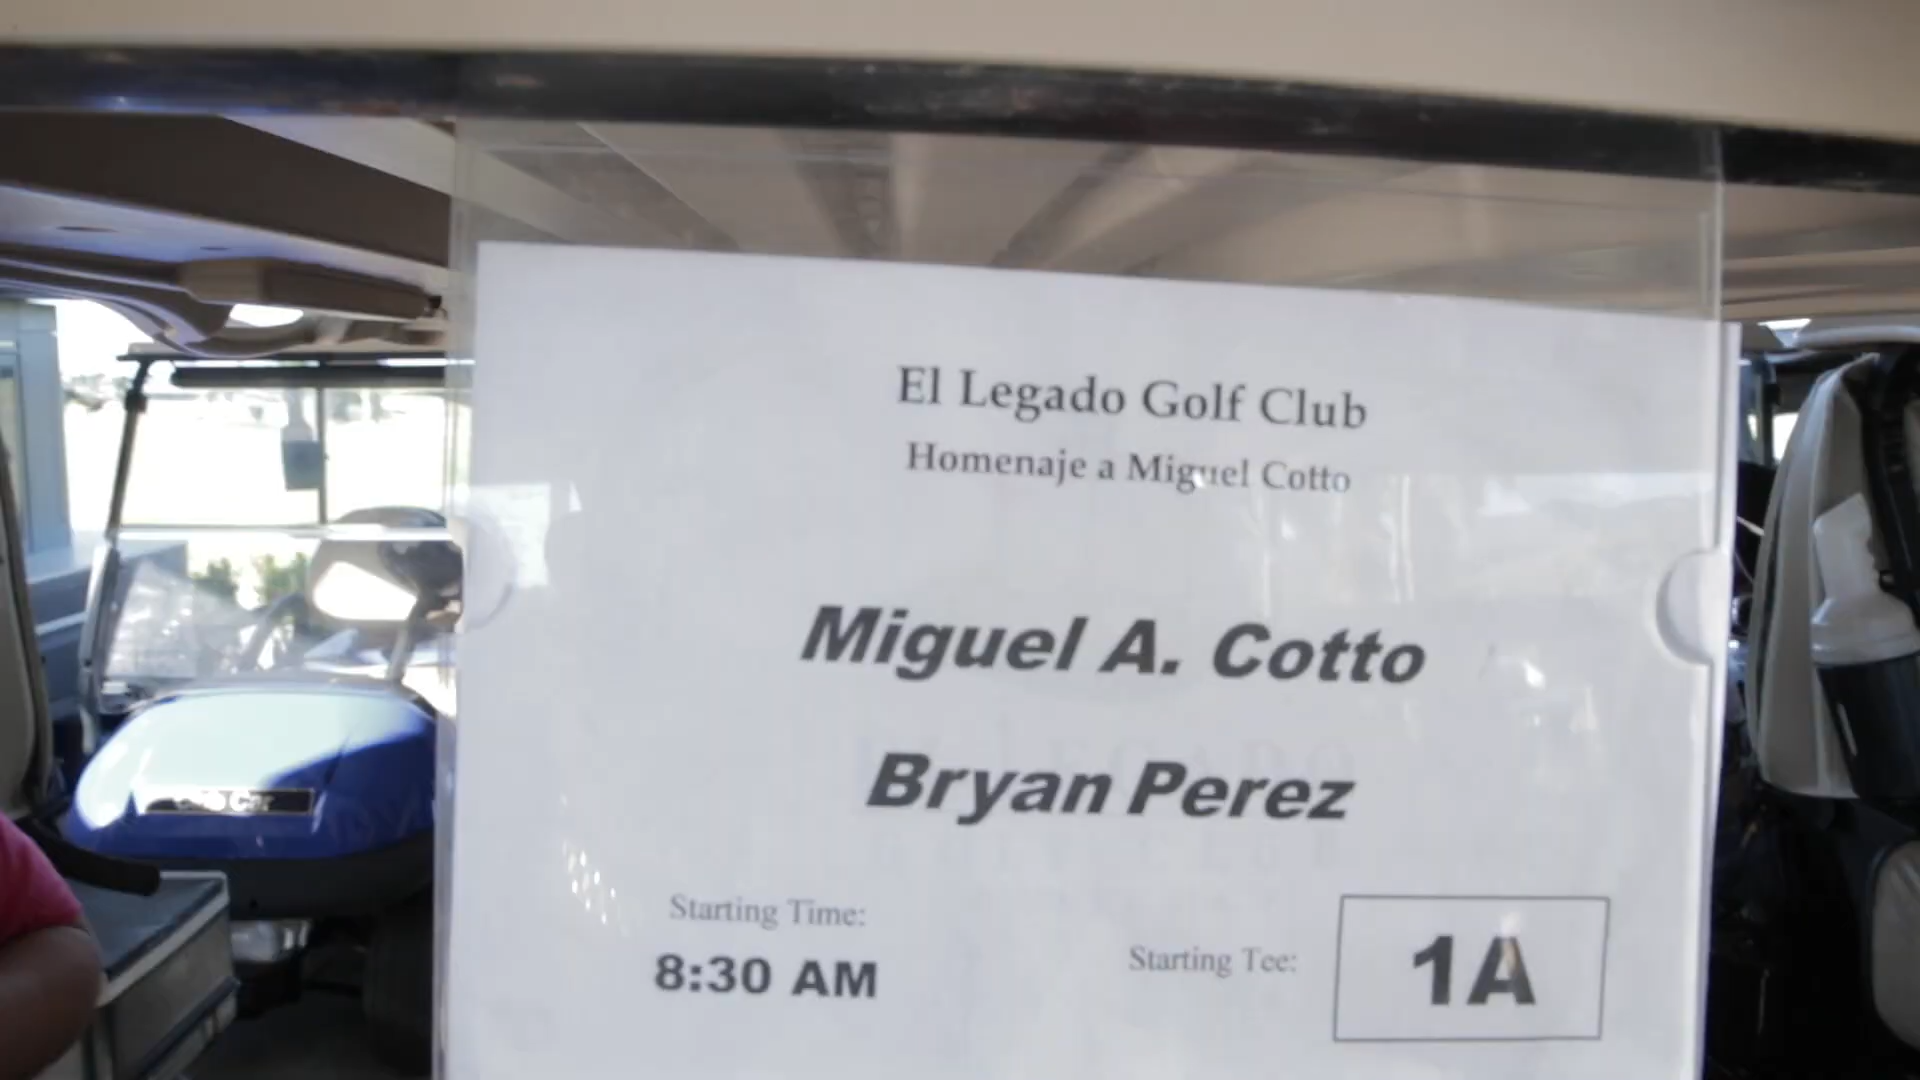 El Legado Golf Club
Homenaje a Miguel Cotto
Miguel A. Cotto
Bryan Perez
Starting Time:
8:30 AM
Starting Tee:
1A